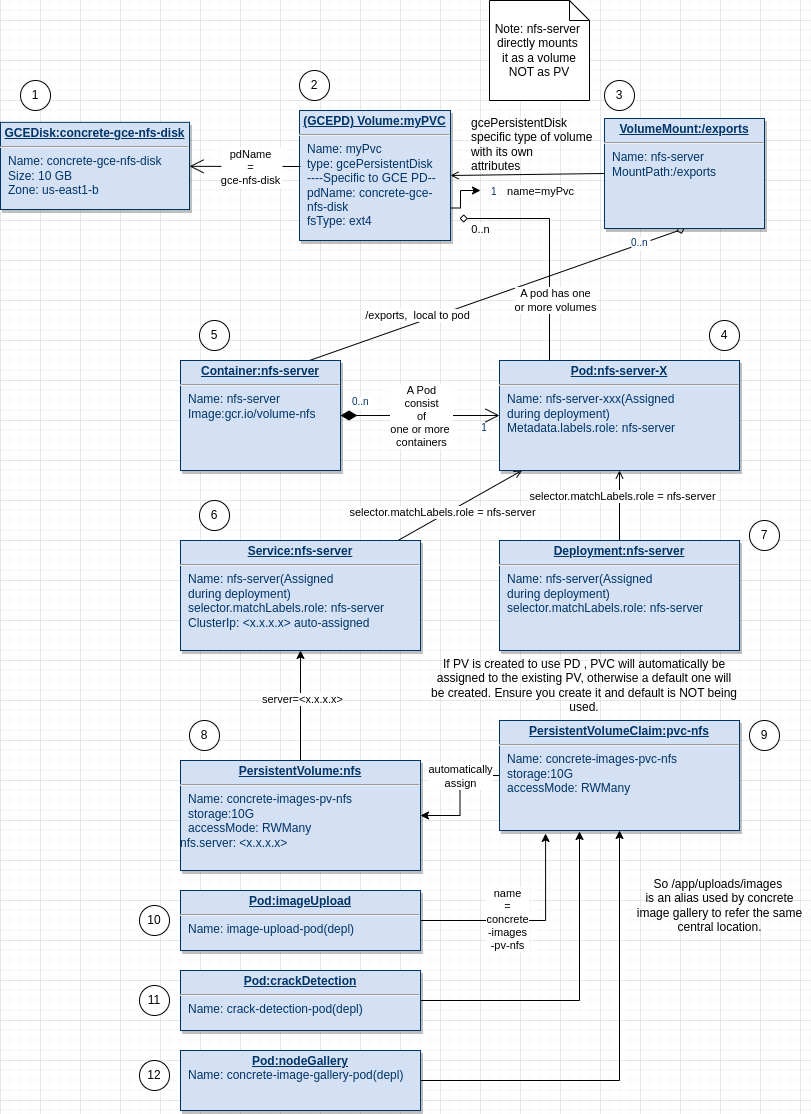 Note: nfs-server
directly mounts
it as a volume
NOT as PV
1
2
3
GCEDisk:concrete-gce-nfs-disk
Name: concrete-gce-nfs-disk
Size: 10 GB
Zone: us-east1-b
pdName
=
gce-nfs-disk
(GCEPD) Volume:myPVC
Name: myPvc
type: gcePersistentDisk
----Specific to GCE PD--
pdName: concrete-gce-
nfs-disk
fsType: ext4
gcePersistentDisk
specific type of volume
with its own
attributes
1 name=myPvc
0..n
VolumeMount:/exports
Name: nfs-server
MountPath:/exports
0..n
A pod has one
or more volumes
/exports, local to pod
5
4
Container:nfs-server
Name: nfs-server
Image:gcr.io/volume-nfs
0..n
A Pod
consist
of
one or more
containers
1
Pod:nfs-server-X
Name: nfs-server-xxx(Assigned
during deployment)
Metadata.labels.role: nfs-server
selector.matchLabels.role = nfs-server
selector.matchLabels.role = nfs-server
6
7
Service:nfs-server
Name: nfs-server(Assigned
during deployment)
selector.matchLabels.role: nfs-server
ClusterIp: <x.x.x.x> auto-assigned
Deployment:nfs-server
Name: nfs-server(Assigned
during deployment)
selector.matchLabels.role: nfs-server
If PV is created to use PD , PVC will automatically be
assigned to the existing PV, otherwise a default one will
be created. Ensure you create it and default is NOT being
used.
server=<x.x.x.x>
8
9
PersistentVolume:nfs
Name: concrete-images-pv-nfs
storage:10G
accessMode: RWMany
nfs.server: <x.x.x.x>
automatically
assign
PersistentVolumeClaim:pvc-nfs
Name: concrete-images-pvc-nfs
storage:10G
accessMode: RWMany
10
Pod:imageUpload
Name: image-upload-pod(depl)
name
=
concrete
-images
-pv-nfs
So /app/uploads/images
is an alias used by concrete
image gallery to refer the same
central location.
11
Pod:crackDetection
Name: crack-detection-pod(depl)
12
Pod:nodeGallery
Name: concrete-image-gallery-pod(depl)